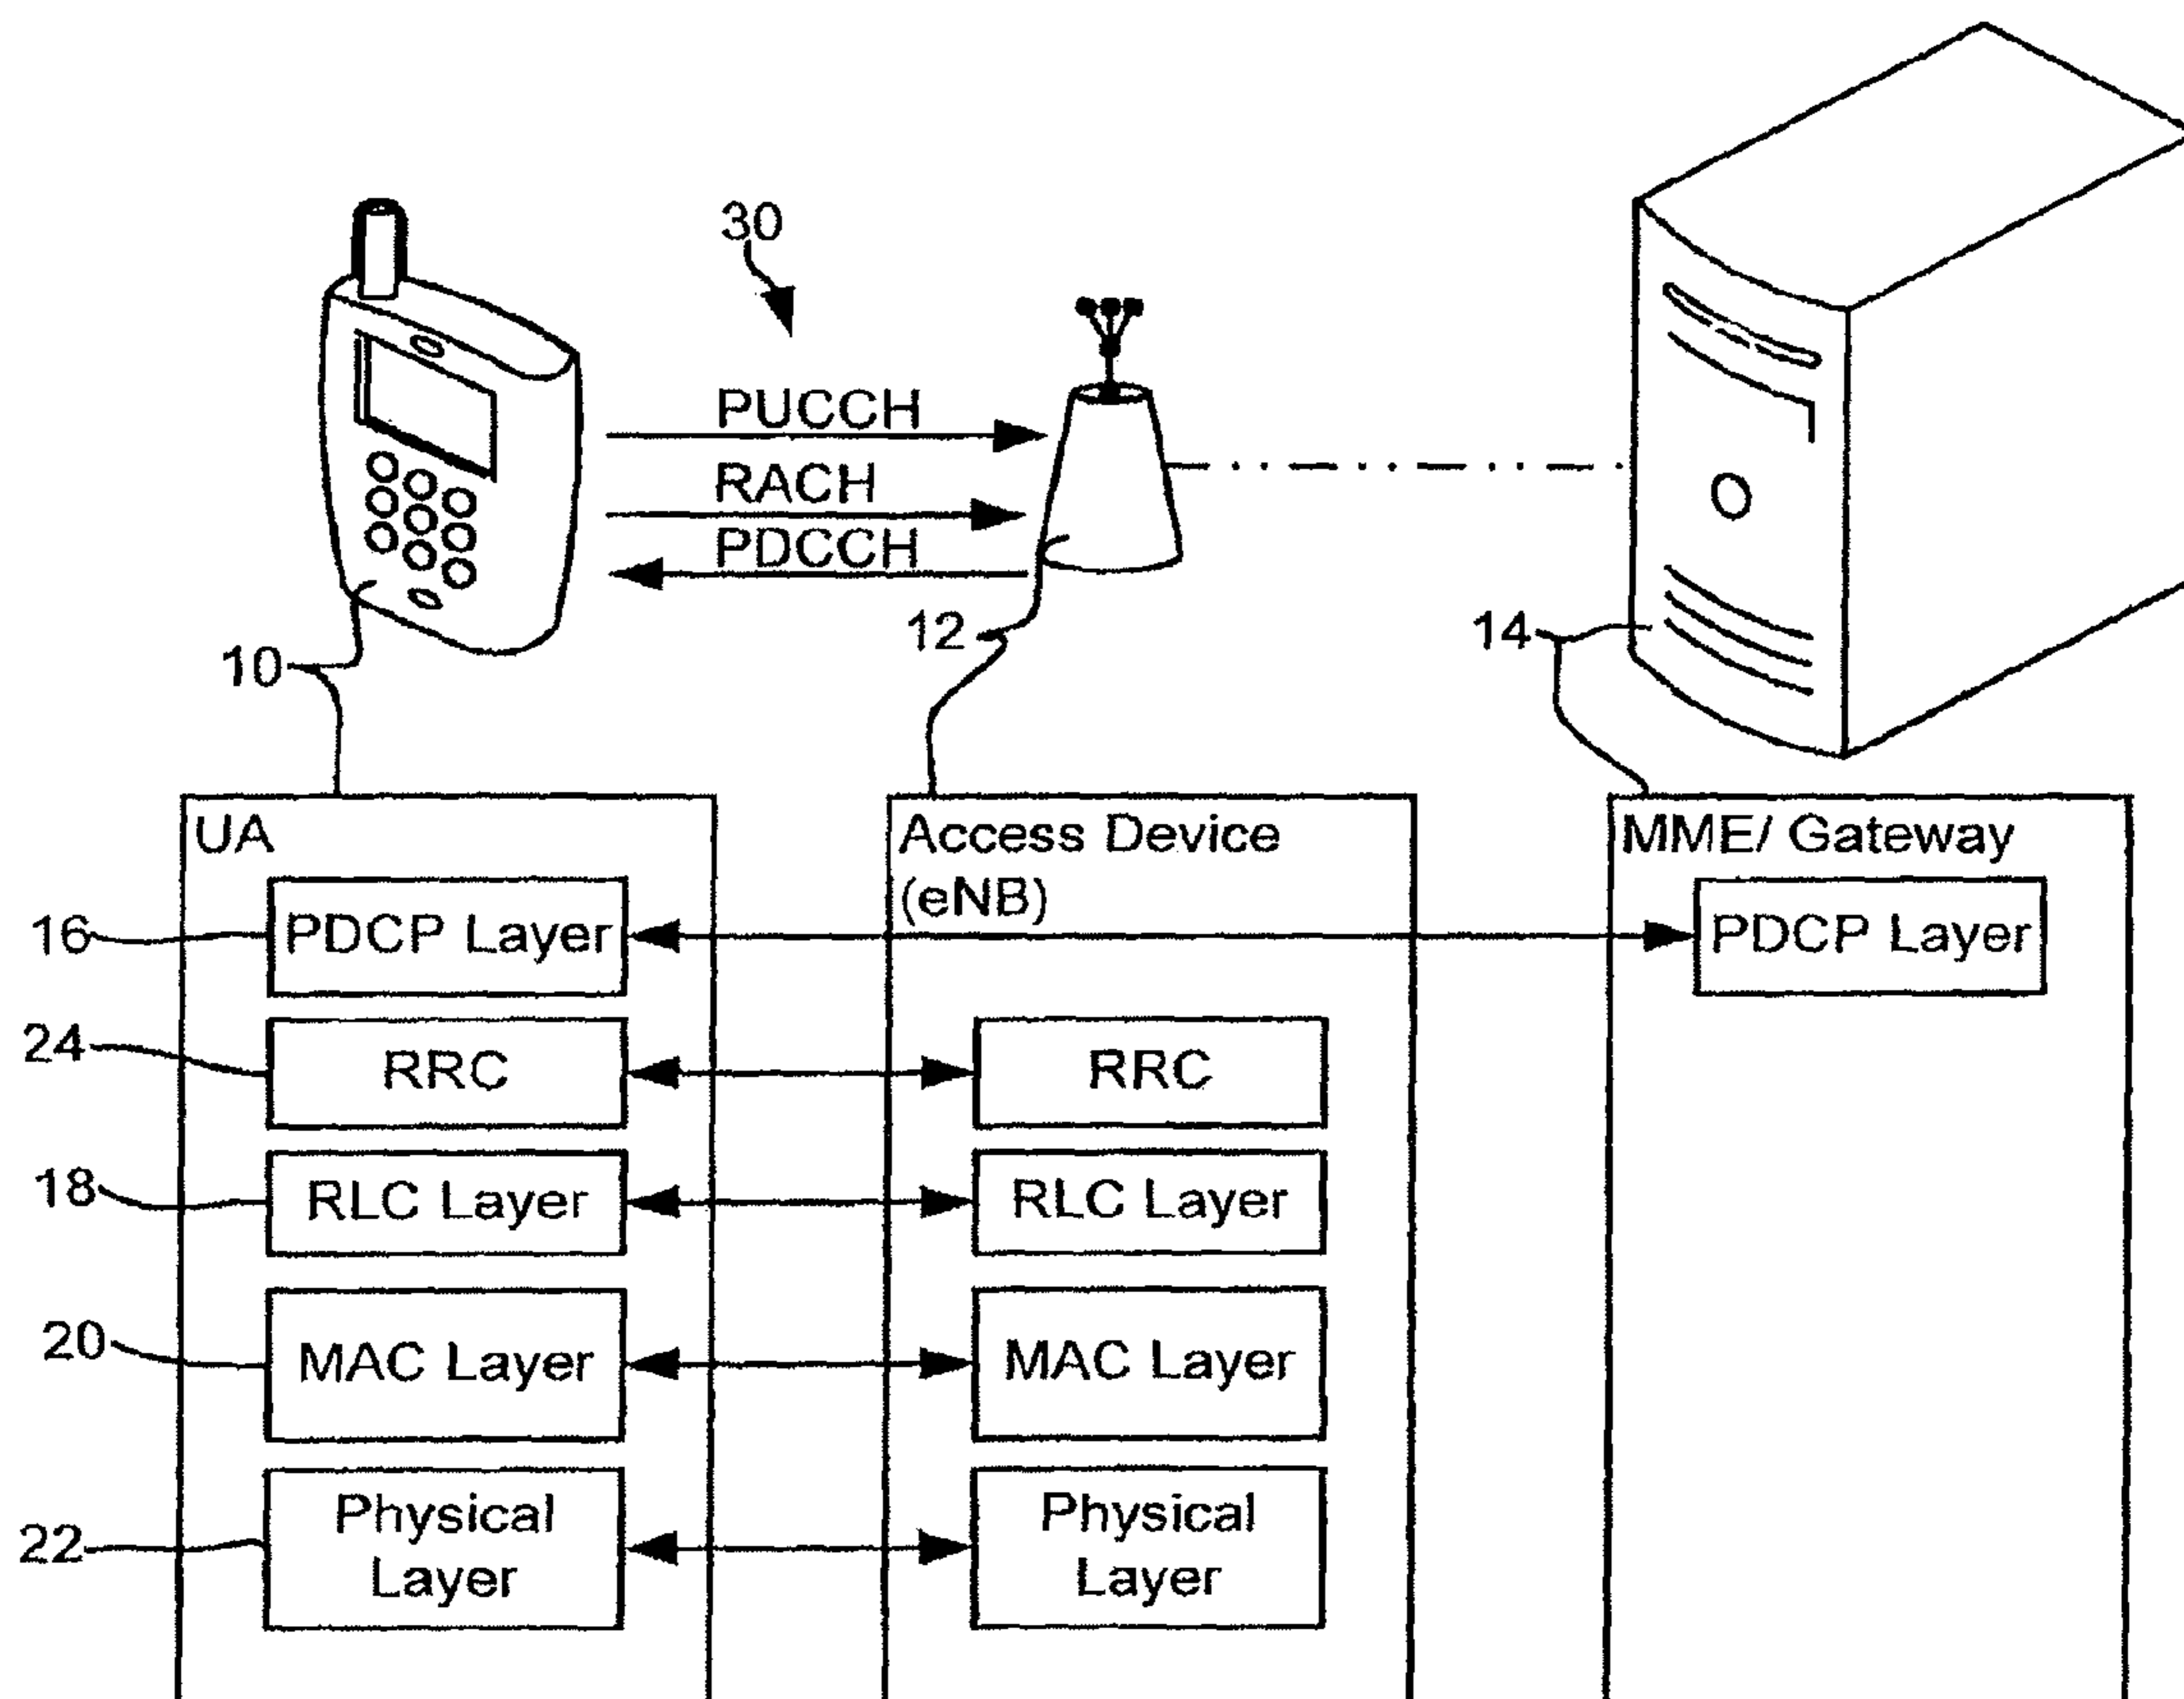 30
PUCCH
RACH
PDCCH
10
12
14
UA
Access Device
(eNB)
MME/ Gateway
16
PDCP Layer
PDCP Layer
24
RRC
RRC
18
RLC Layer
RLC Layer
20
MAC Layer
MAC Layer
22
Physical
Layer
Physical
Layer